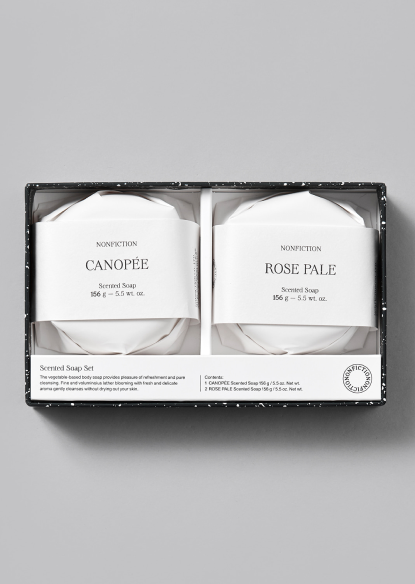 NONFICTION
CANOPÉE
Scented Soap
156 g — 5.5 wt. oz.
NONFICTION
ROSE PALE
Scented Soap
156 g — 5.5 wt. oz.
Scented Soap Set
The vegetable-based body soap provides pleasure of refreshment and pure
cleansing. Fine and voluminous lather blooming with fresh and delicate
aroma gently cleanses without drying out your skin.
Contents:
1 CANOPÉE Scented Soap 156 g / 5.5 oz. Net wt.
2 ROSE PALE Scented Soap 156 g / 5.5 oz. Net wt.
NONFICTIONNONFICTION